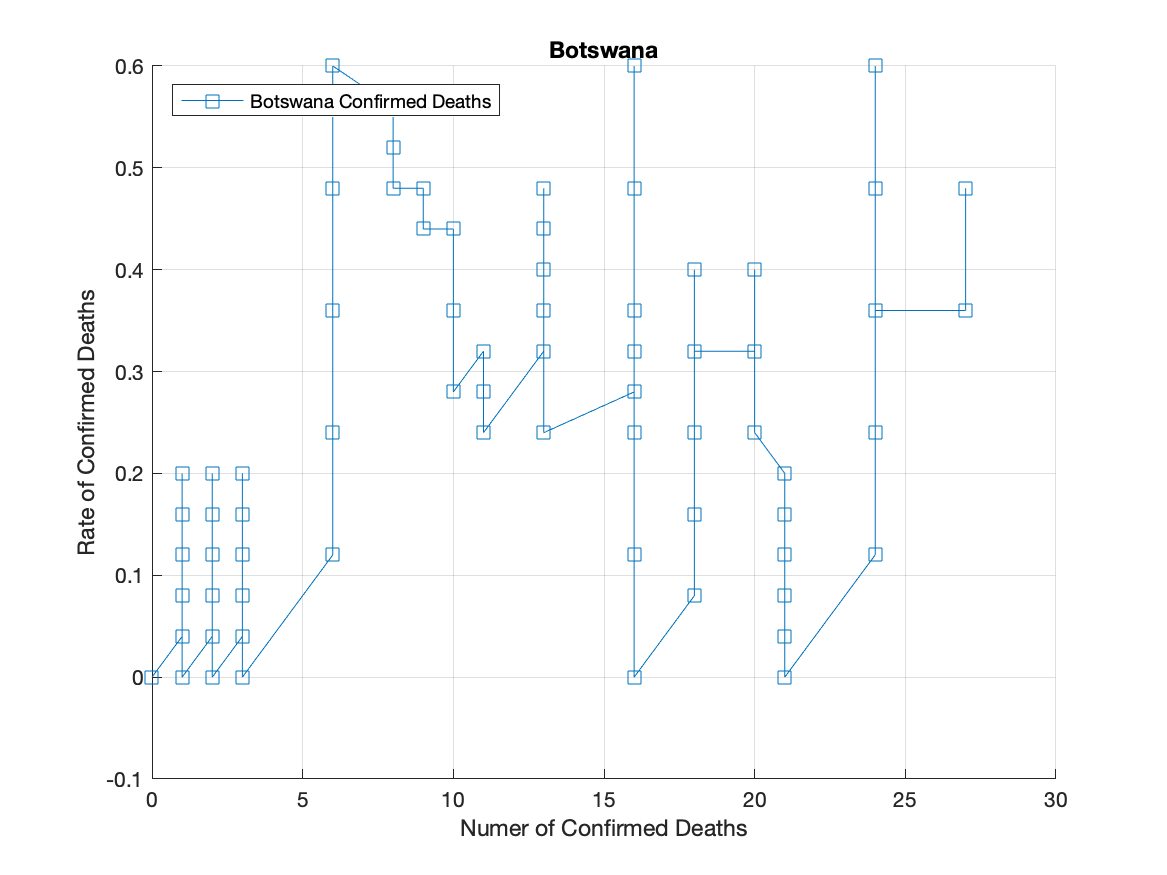 Botswana
Botswana Confirmed Deaths
0.6
0.5
0.4
0.3
0.2
0.1
0
-0.1
Rate of Confirmed Deaths
0 5 10 15 20 25 30
Numer of Confirmed Deaths